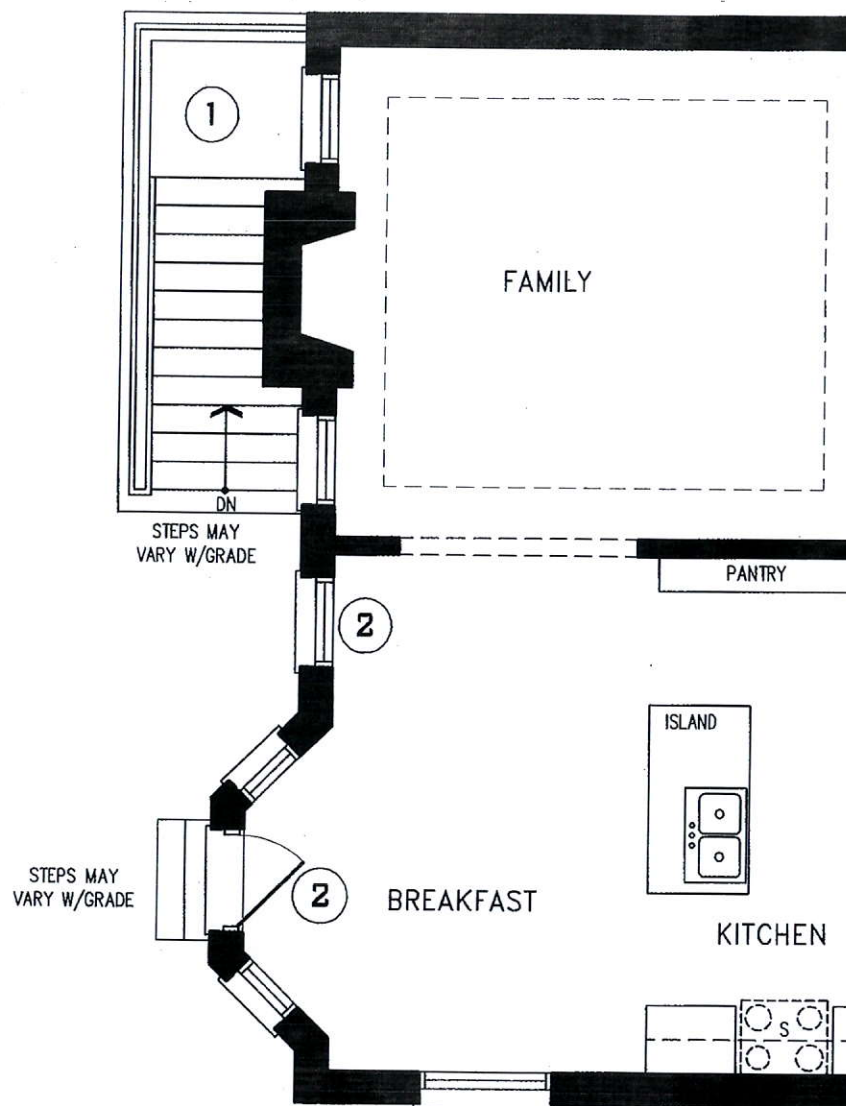 1
FAMILY
DN
STEPS MAY
VARY W/GRADE
PANTRY
2
ISLAND
STEPS MAY
VARY W/GRADE
2
BREAKFAST
KITCHEN
S